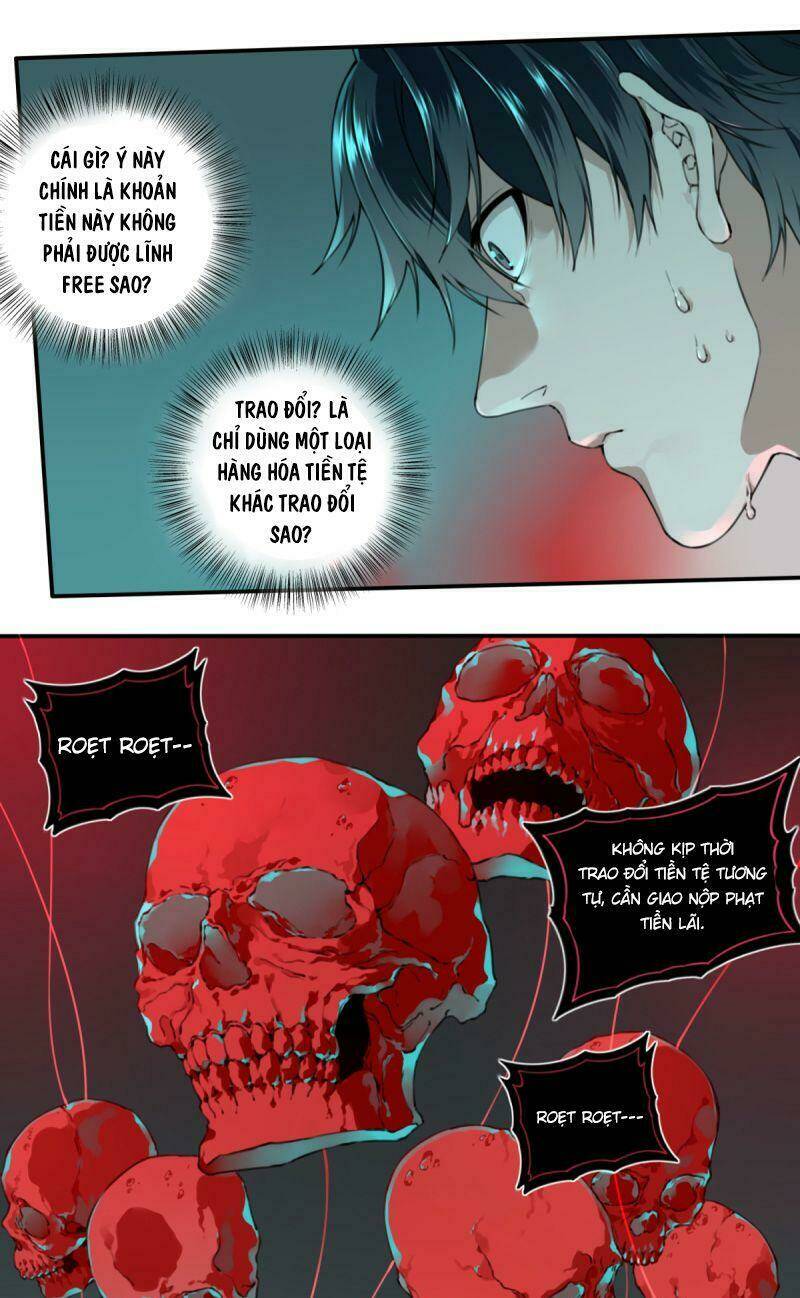 CÁI GÌ? Ý NÀY
CHÍNH LÀ KHOẢN
TIỀN NÀY KHÔNG
PHẢI ĐƯỢC LĨNH
FREE SAO?
TRAO ĐỔI? LÀ
CHỈ DÙNG MỘT LOẠI
HÀNG HÓA TIỀN TỆ
KHÁC TRAO ĐỔI
SAO?
ROẸT ROẸT--
KHÔNG KỊP THỜI
TRAO ĐỔI TIỀN TỆ TƯƠNG
TỰ, CẦN GIAO NỘP PHẠT
TIỀN LÃI.
ROẸT ROẸT---